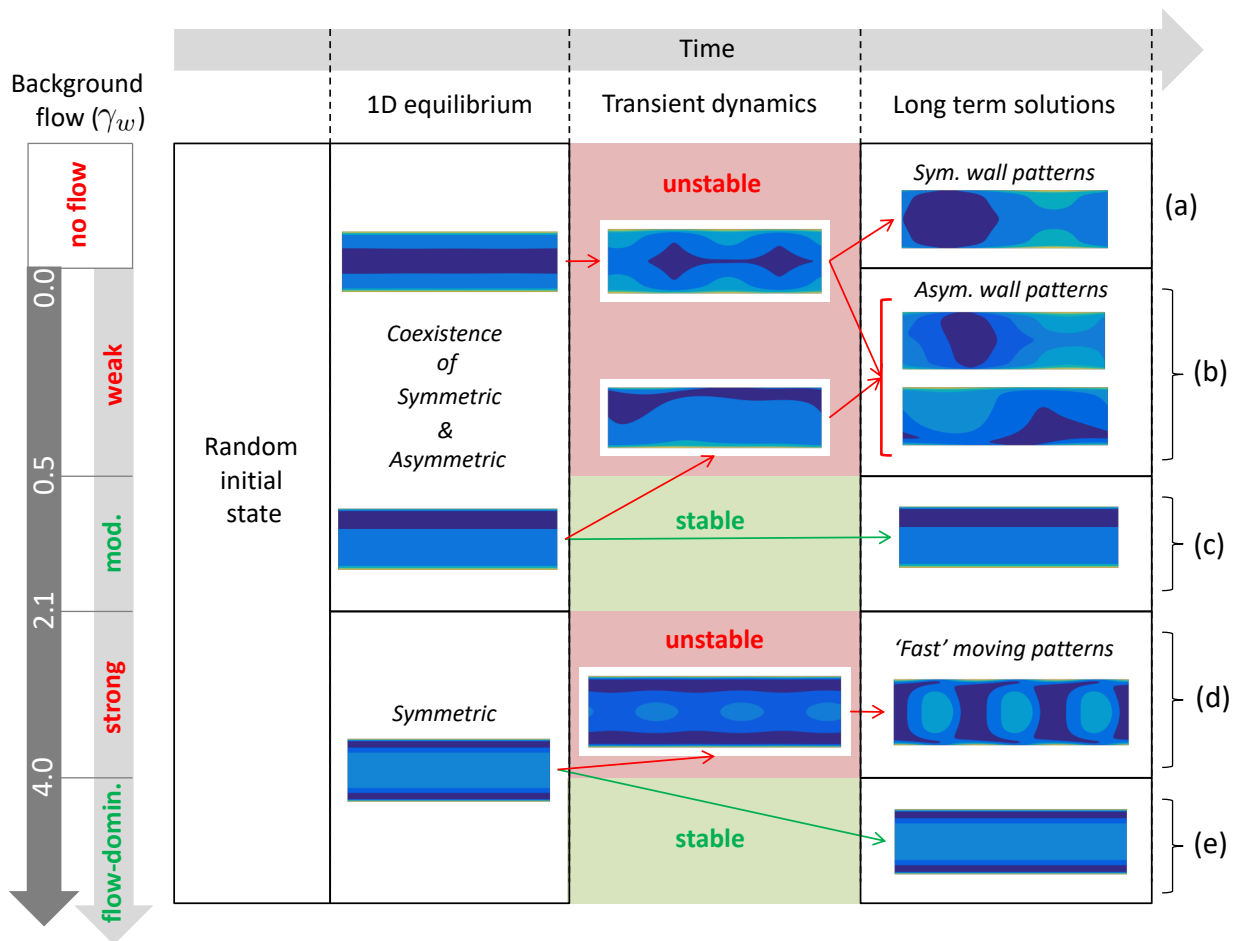 Time
Background
flow (γw)
1D equilibrium
Transient dynamics
Long term solutions
no flow
0.0
weak
0.5
mod.
2.1
strong
4.0
flow-domin.
Random
initial
state
Coexistence
of
Symmetric
&
Asymmetric
Symmetric
unstable
stable
unstable
stable
Sym. wall patterns
(a)
Asym. wall patterns
(b)
(c)
‘Fast’ moving patterns
(d)
(e)